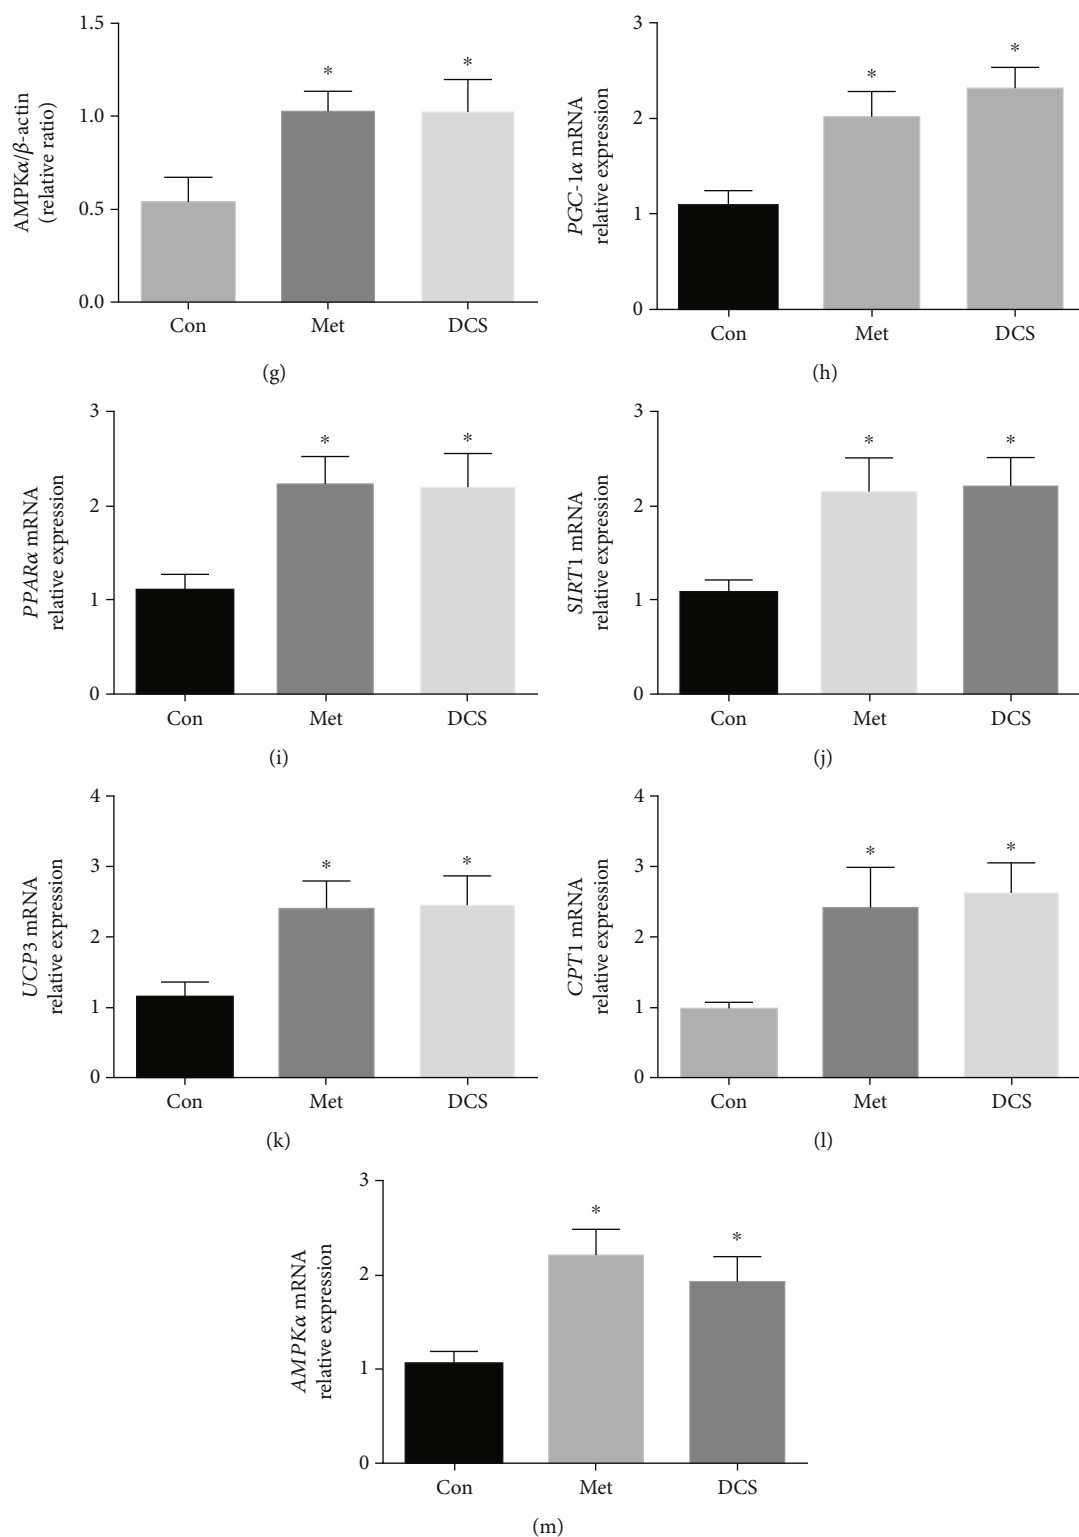 AMPKα/β-actin
(relative ratio)
1.5
1.0
0.5
0.0
*
*
Con
Met
DCS
(g)
PGC-1α mRNA
relative expression
3
2
1
0
*
*
Con
Met
DCS
(h)
PPARα mRNA
relative expression
3
2
1
0
*
*
Con
Met
DCS
(i)
SIRT1 mRNA
relative expression
3
2
1
0
*
*
Con
Met
DCS
(j)
UCP3 mRNA
relative expression
4
3
2
1
0
*
*
Con
Met
DCS
(k)
CPT1 mRNA
relative expression
4
3
2
1
0
*
*
Con
Met
DCS
(l)
AMPKα mRNA
relative expression
3
2
1
0
*
*
Con
Met
DCS
(m)